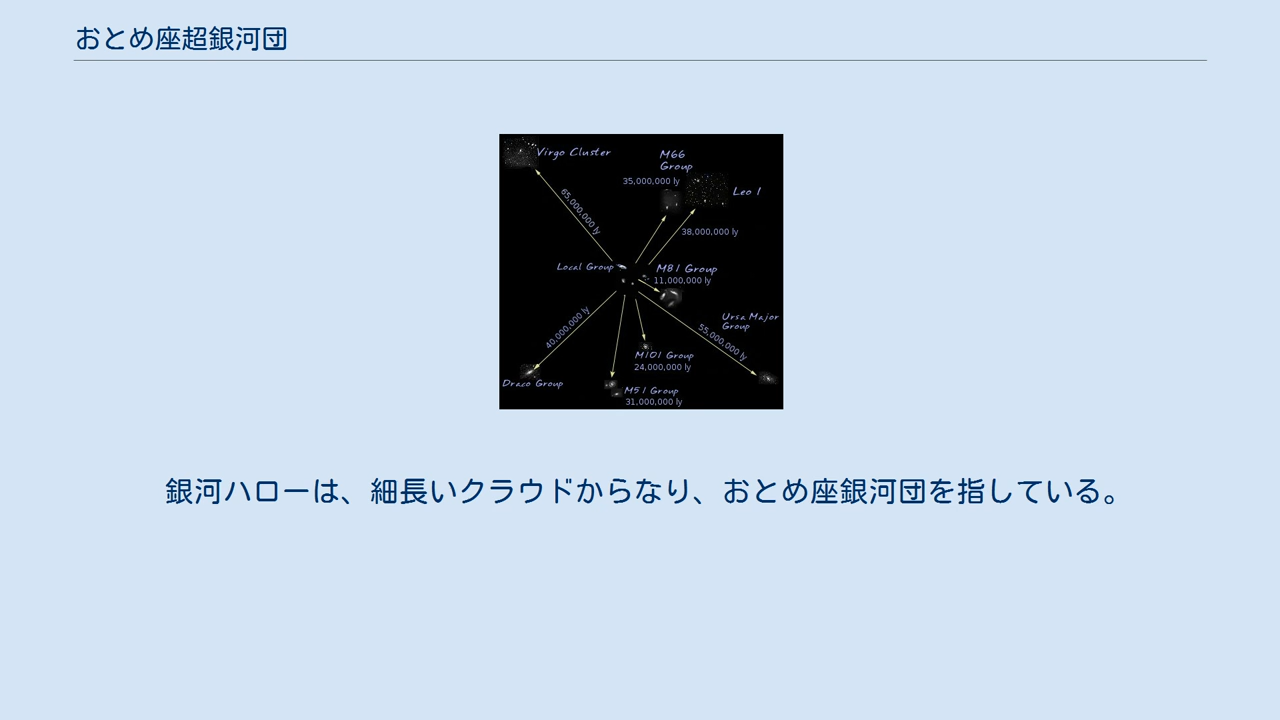 おとめ座超銀河団
Virgo Cluster
M66
Group
35,000,000 ly
Leo I
65,000,000 ly
38,000,000 ly
Local Group
M81 Group
11,000,000 ly
Ursa Major
Group
55,000,000 ly
40,000,000 ly
M101 Group
24,000,000 ly
Draco Group
M51 Group
31,000,000 ly
銀河ハローは、細長いクラウドからなり、おとめ座銀河団を指している。